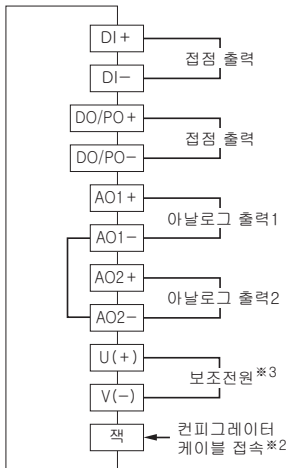 DI+
접점 출력
DI−
DO/PO+
접점 출력
DO/PO−
AO1+
아날로그 출력1
AO1−
AO2+
아날로그 출력2
AO2−
U(+)
보조전원※3
V(−)
잭
컨피그레이터
케이블 접속※2